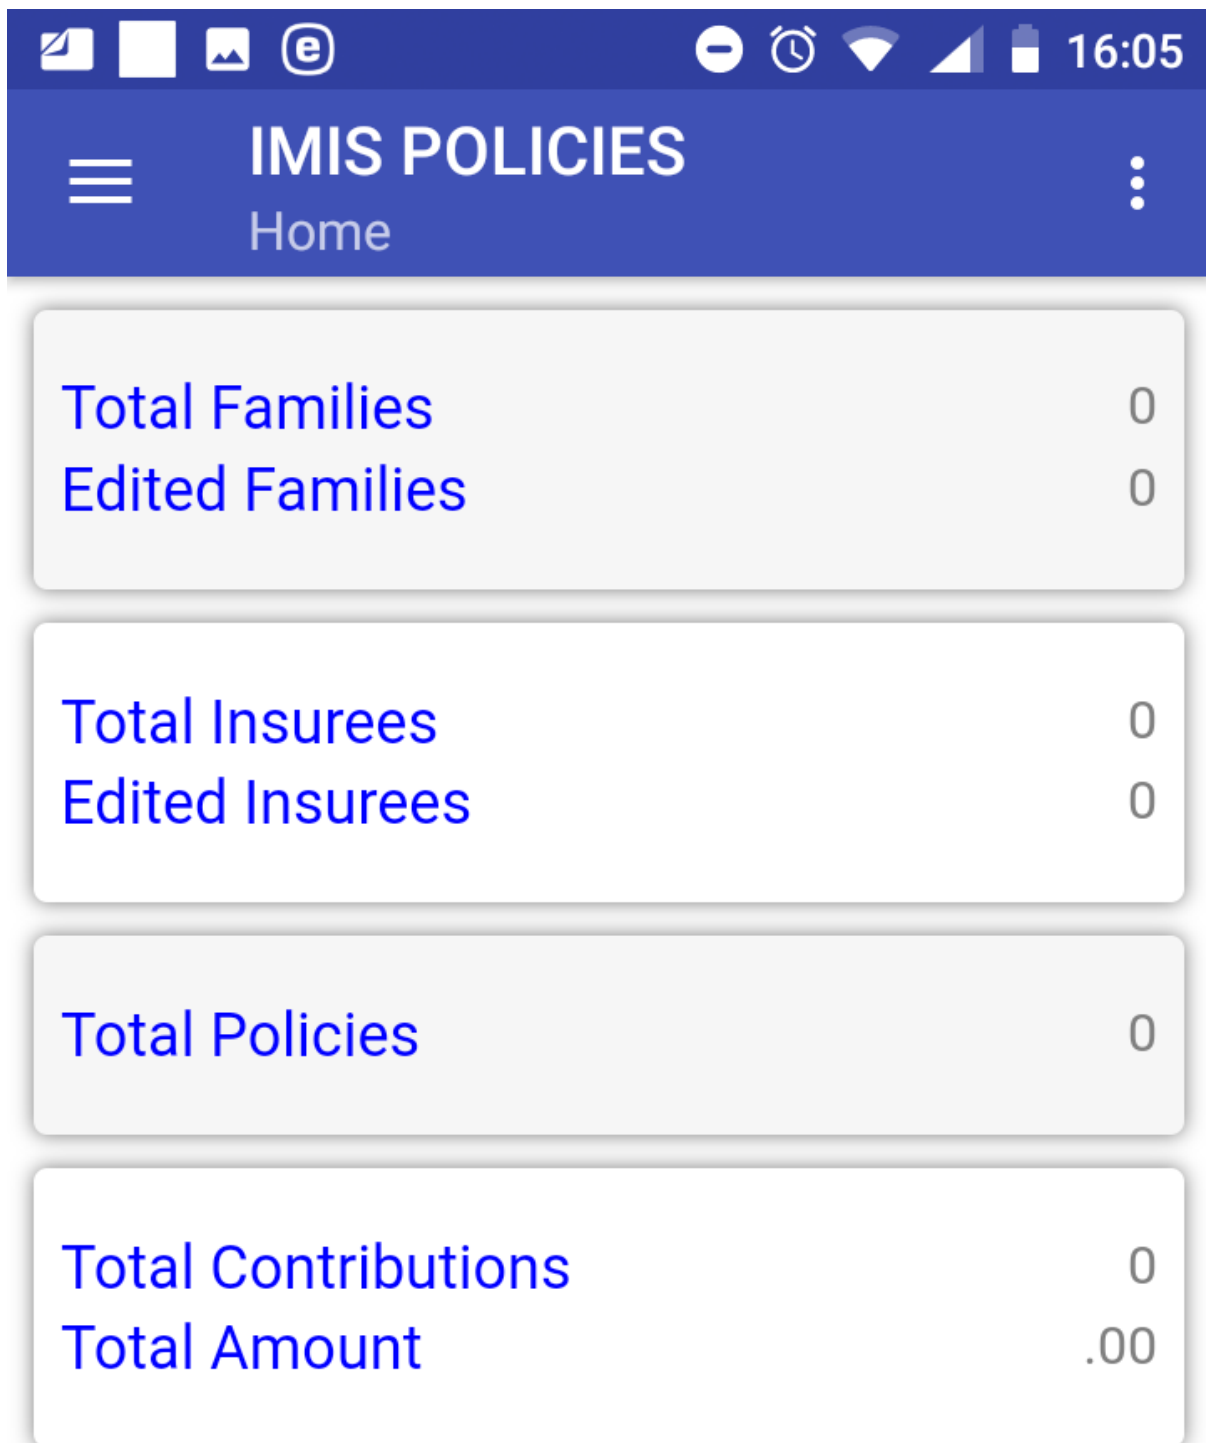 16:05
IMIS POLICIES
Home
Total Families 0
Edited Families 0
Total Insurees 0
Edited Insurees 0
Total Policies 0
Total Contributions 0
Total Amount .00